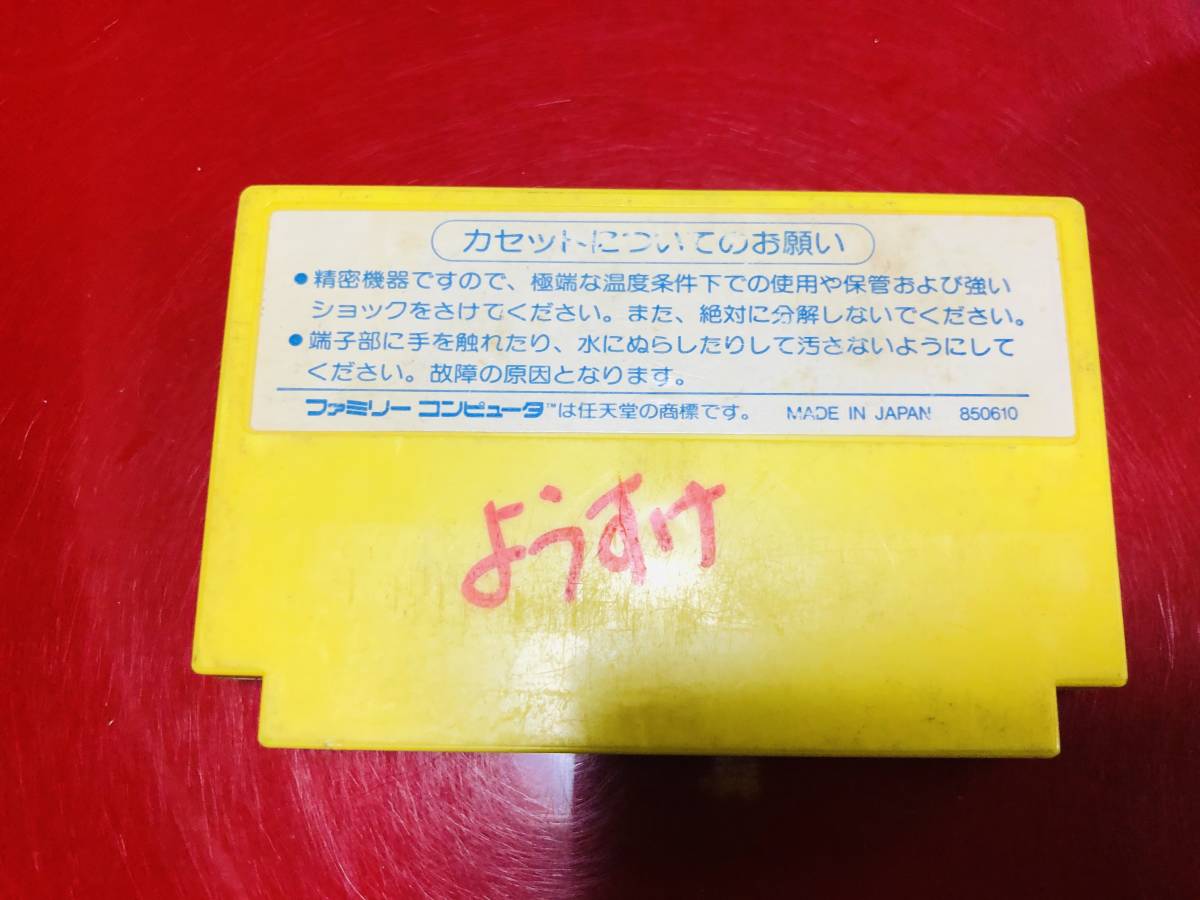 カセットについてのお願い
●精密機器ですので、極端な温度条件下での使用や保管および強い
ショックをさけてください。また、絶対に分解しないでください。
●端子部に手を触れたり、水にぬらしたりして汚さないようにして
ください。故障の原因となります。
ファミリーコンピュータ™は任天堂の商標です。 MADE IN JAPAN 850610
ようすけ